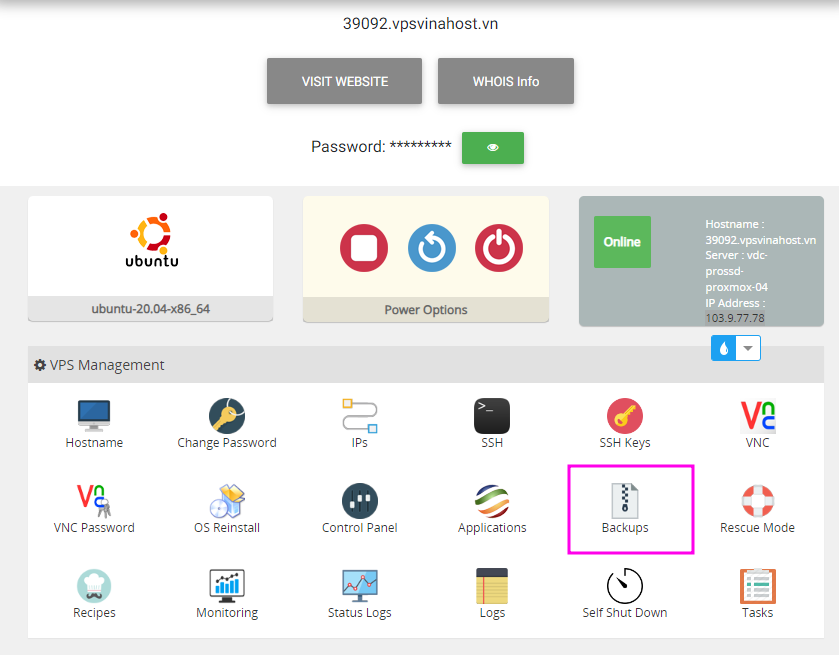 39092.vpsvinahost.vn
VISIT WEBSITE
WHOIS Info
Password: *********
ubuntu
ubuntu-20.04-x86_64
Power Options
Online
Hostname :
39092.vpsvinahost.vn
Server : vdc-
prossd-
proxmox-04
IP Address :
103.9.77.78
VPS Management
Hostname
Change Password
IPs
>_
SSH
SSH Keys
VNC
VNC
VNC
VNC Password
OS Reinstall
Control Panel
Applications
Backups
Rescue Mode
Recipes
Monitoring
Status Logs
Logs
Self Shut Down
Tasks